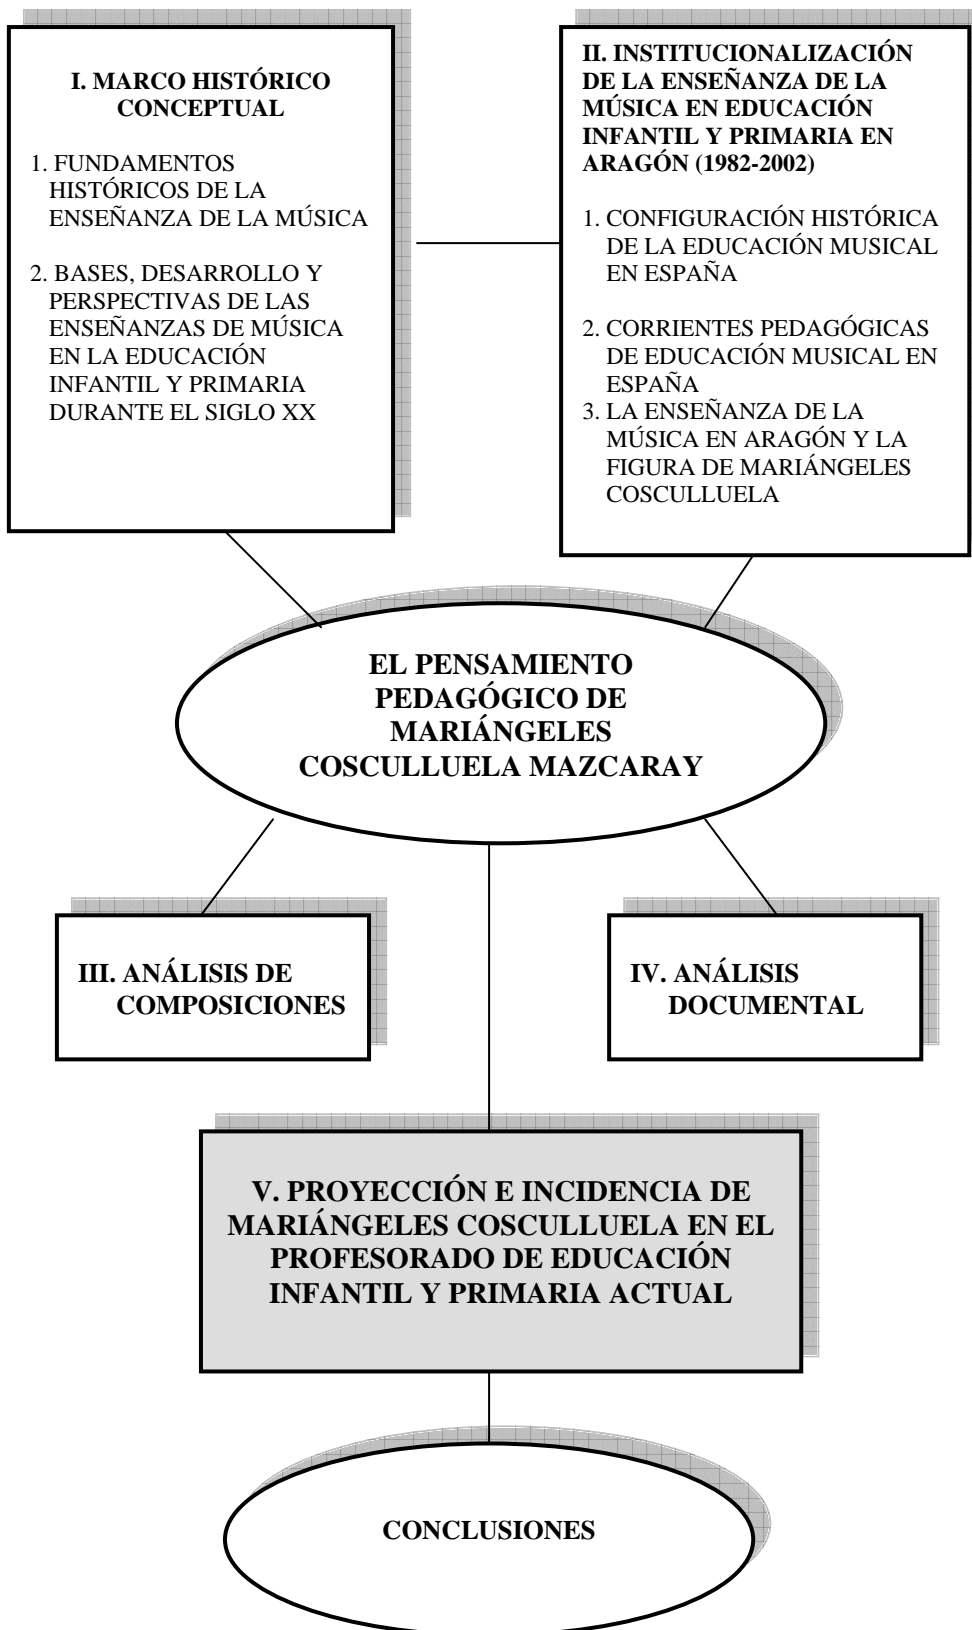 I. MARCO HISTÓRICO
CONCEPTUAL
1. FUNDAMENTOS
HISTÓRICOS DE LA
ENSEÑANZA DE LA MÚSICA
2. BASES, DESARROLLO Y
PERSPECTIVAS DE LAS
ENSEÑANZAS DE MÚSICA
EN LA EDUCACIÓN
INFANTIL Y PRIMARIA
DURANTE EL SIGLO XX
II. INSTITUCIONALIZACIÓN
DE LA ENSEÑANZA DE LA
MÚSICA EN EDUCACIÓN
INFANTIL Y PRIMARIA EN
ARAGÓN (1982-2002)
1. CONFIGURACIÓN HISTÓRICA
DE LA EDUCACIÓN MUSICAL
EN ESPAÑA
2. CORRIENTES PEDAGÓGICAS
DE EDUCACIÓN MUSICAL EN
ESPAÑA
3. LA ENSEÑANZA DE LA
MÚSICA EN ARAGÓN Y LA
FIGURA DE MARIÁNGELES
COSCULLUELA
EL PENSAMIENTO
PEDAGÓGICO DE
MARIÁNGELES
COSCULLUELA MAZCARAY
III. ANÁLISIS DE
COMPOSICIONES
IV. ANÁLISIS
DOCUMENTAL
V. PROYECCIÓN E INCIDENCIA DE
MARIÁNGELES COSCULLUELA EN EL
PROFESORADO DE EDUCACIÓN
INFANTIL Y PRIMARIA ACTUAL
CONCLUSIONES